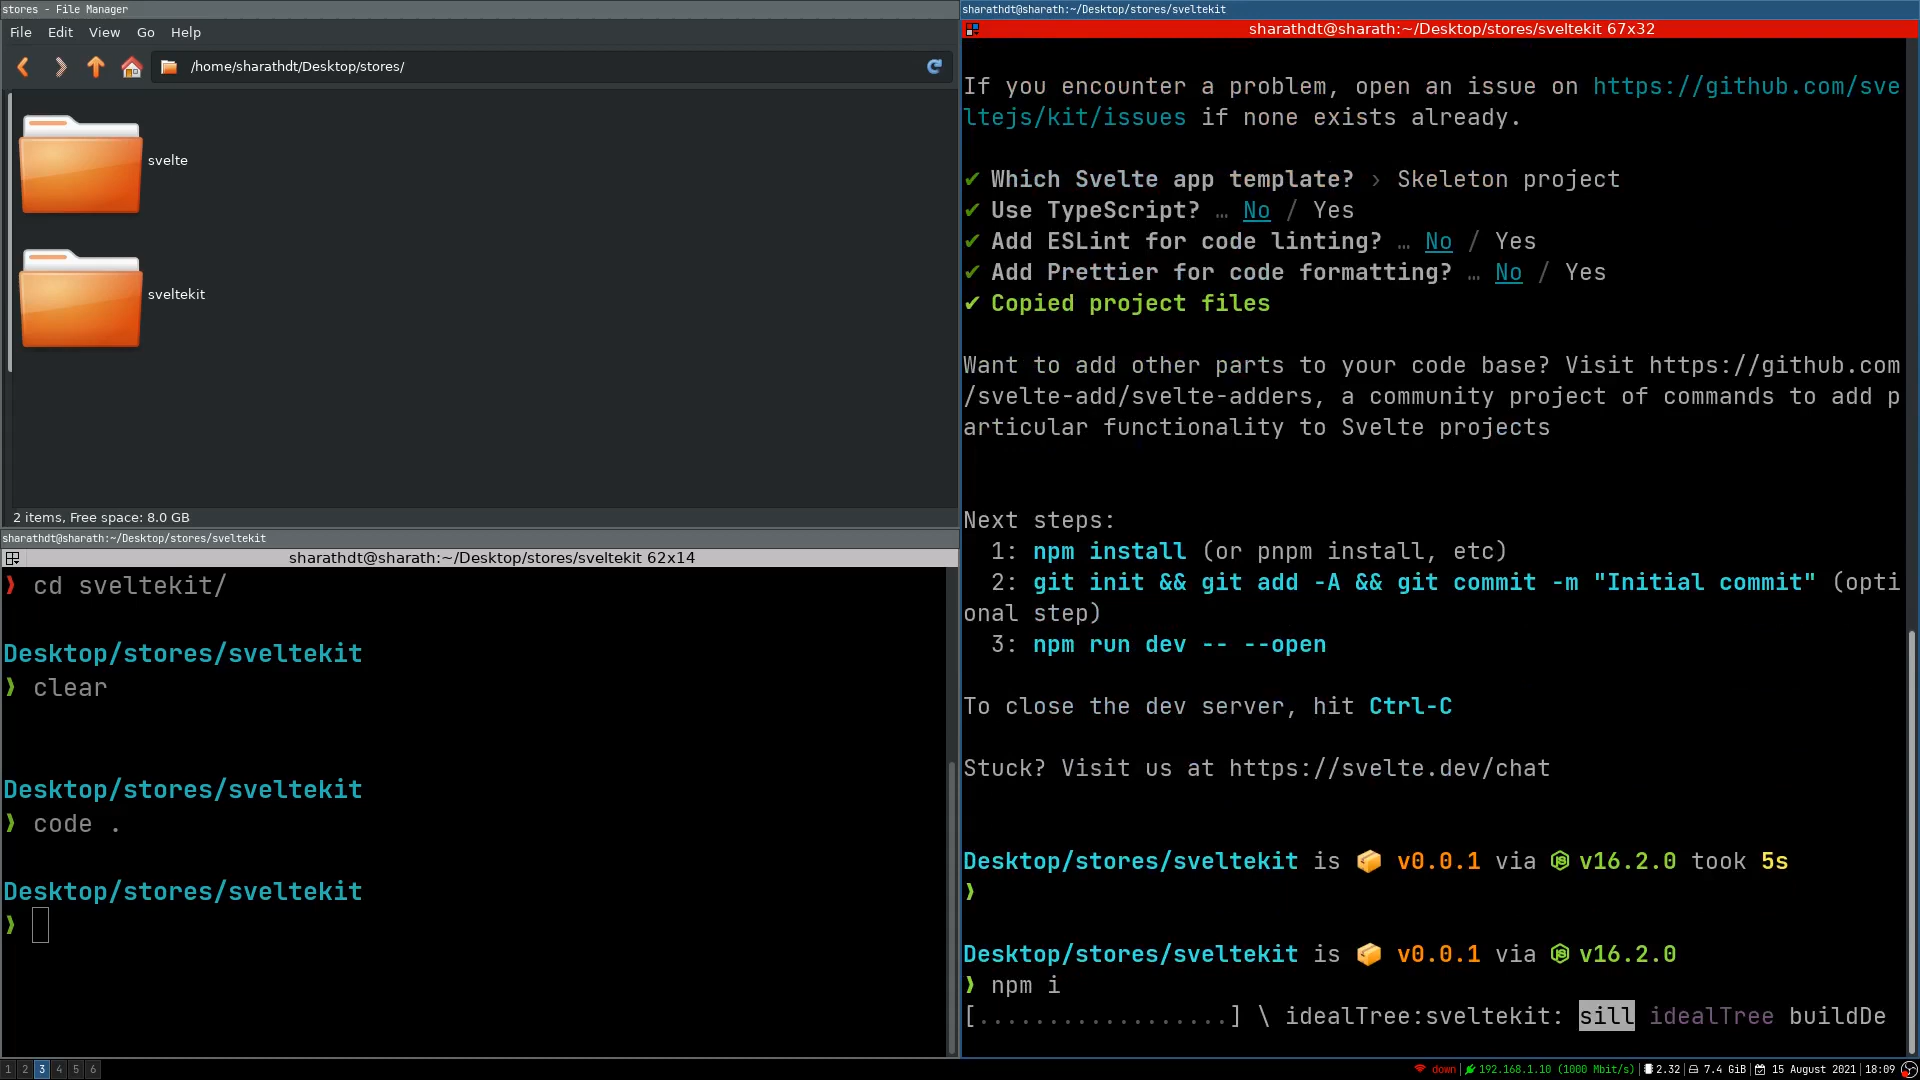 stores - File Manager
File Edit View Go Help
/home/sharathdt/Desktop/stores/
svelte
sveltekit
2 items, Free space: 8.0 GB
sharathdt@sharath:~/Desktop/stores/sveltekit
sharathdt@sharath:~/Desktop/stores/sveltekit 62x14
❯ cd sveltekit/
Desktop/stores/sveltekit
❯ clear
Desktop/stores/sveltekit
❯ code .
Desktop/stores/sveltekit
❯
sharathdt@sharath:~/Desktop/stores/sveltekit
sharathdt@sharath:~/Desktop/stores/sveltekit 67x32
If you encounter a problem, open an issue on https://github.com/sve
ltejs/kit/issues if none exists already.
✔ Which Svelte app template? › Skeleton project
✔ Use TypeScript? … No / Yes
✔ Add ESLint for code linting? … No / Yes
✔ Add Prettier for code formatting? … No / Yes
✔ Copied project files
Want to add other parts to your code base? Visit https://github.com
/svelte-add/svelte-adders, a community project of commands to add p
articular functionality to Svelte projects
Next steps:
1: npm install (or pnpm install, etc)
2: git init && git add -A && git commit -m "Initial commit" (opti
onal step)
3: npm run dev -- --open
To close the dev server, hit Ctrl-C
Stuck? Visit us at https://svelte.dev/chat
Desktop/stores/sveltekit is 📦 v0.0.1 via v16.2.0 took 5s
❯
Desktop/stores/sveltekit is 📦 v0.0.1 via v16.2.0
❯ npm i
[..................] \ idealTree:sveltekit: sill idealTree buildDe
1 2 3 4 5 6
down | 192.168.1.10 (1000 Mbit/s) | 2.32 | 7.4 GiB | 15 August 2021 | 18:09